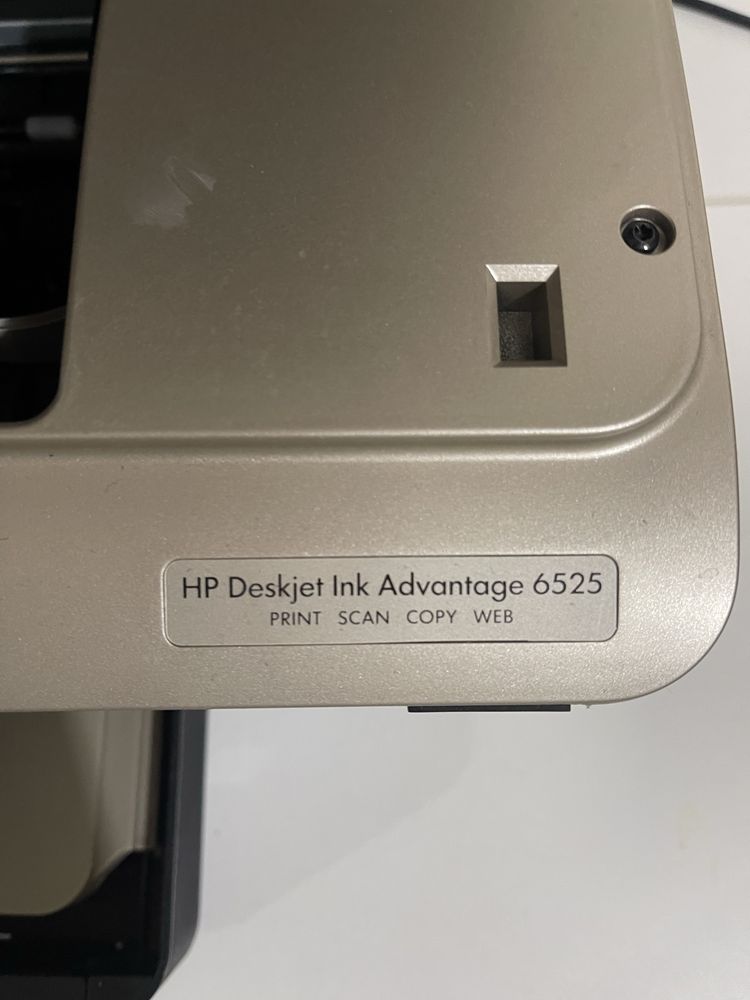 HP Deskjet Ink Advantage 6525
PRINT SCAN COPY WEB